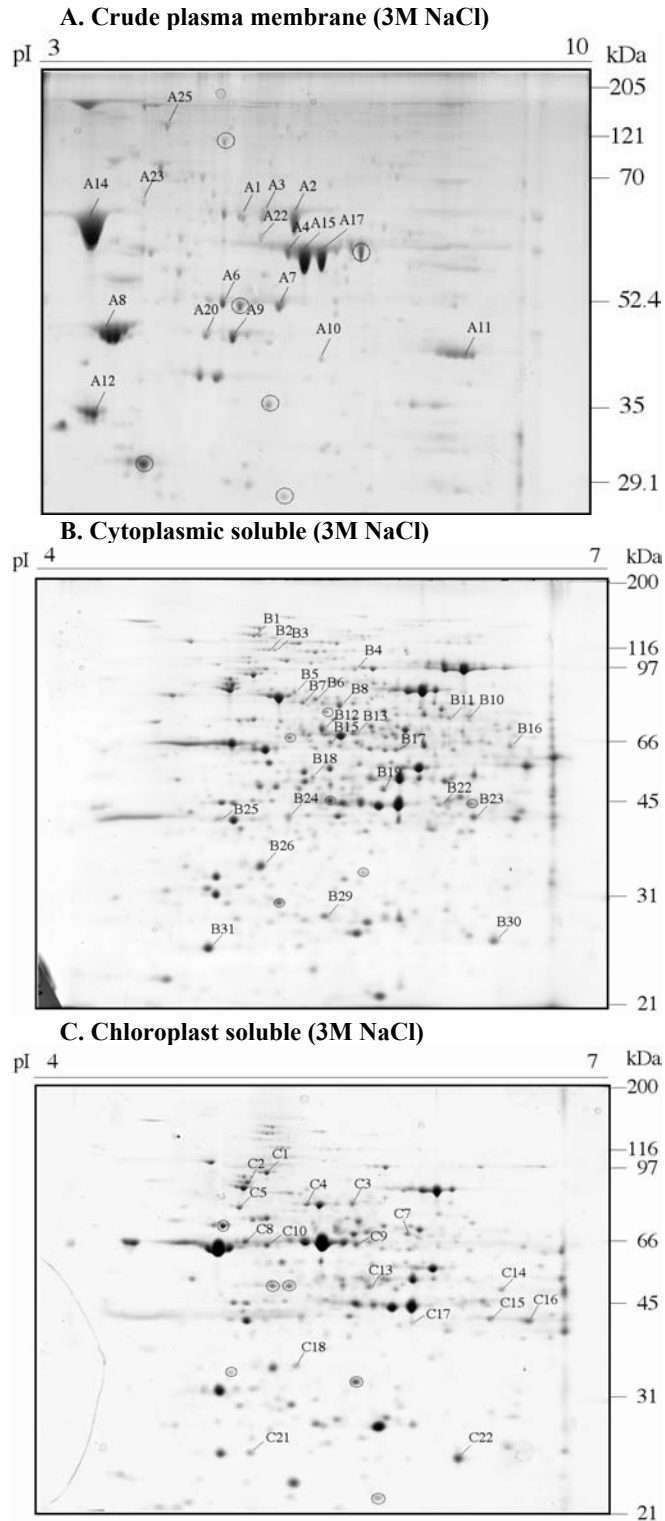 A. Crude plasma membrane (3M NaCl)
pI 3 10 kDa
205
A25
121
70
A14 A23 A1 A3 A2
A22 A4 A15 A17
A6 A7 52.4
A8 A20 A9 A10 A11
A12
35
29.1
B. Cytoplasmic soluble (3M NaCl)
pI 4 7 kDa
200
B1
B2 B3 116
B4 97
B5 B6
B7 B8
B12 B11 B10
B15 B13 B16
B17 66
B18
B19
B22 45
B25 B24 B23
B26
31
B29
B31 B30
21
C. Chloroplast soluble (3M NaCl)
pI 4 7 kDa
200
116
C1 97
C2
C5 C4 C3
C7
C8 C10 C9 66
C13 C14
45
C17 C15 C16
C18
31
C21 C22
21